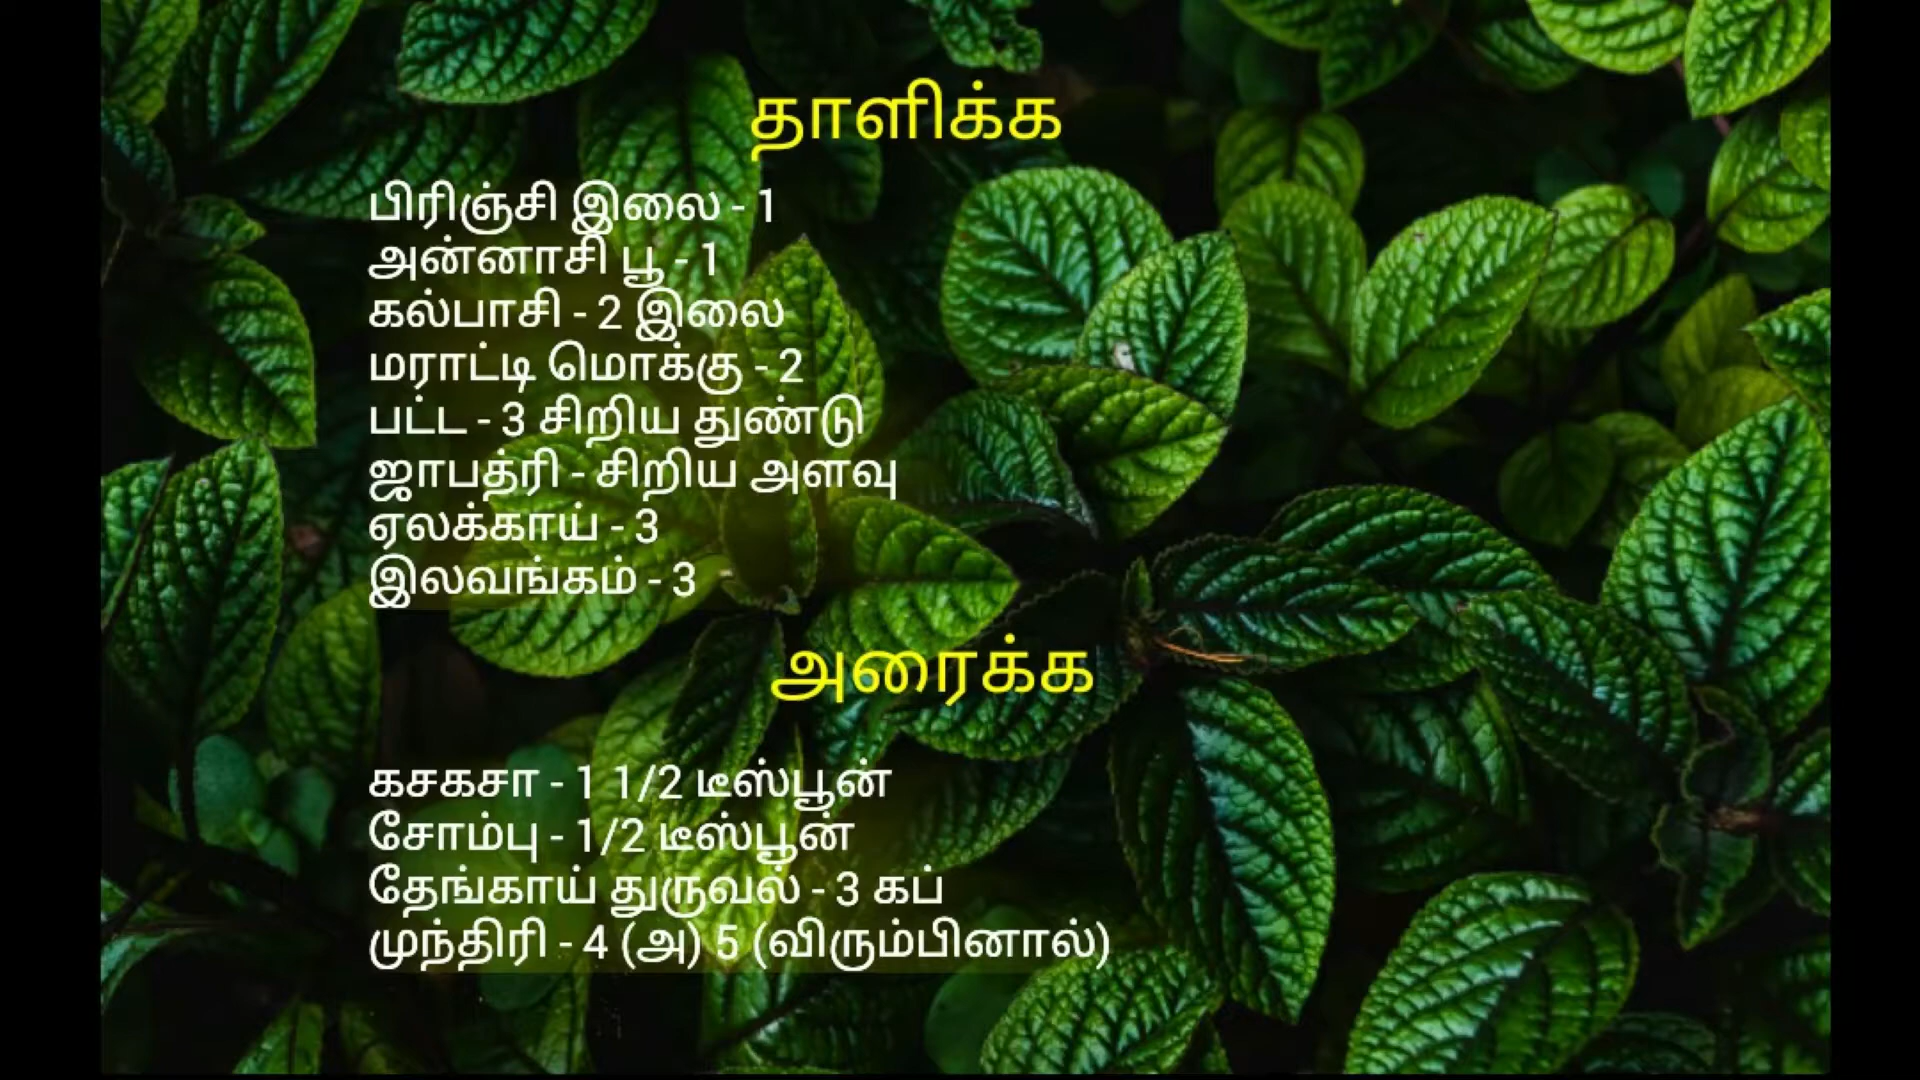 தாளிக்க
பிரிஞ்சி இலை - 1
அன்னாசி பூ - 1
கல்பாசி - 2 இலை
மராட்டி மொக்கு - 2
பட்ட - 3 சிறிய துண்டு
ஜாபத்ரி - சிறிய அளவு
ஏலக்காய் - 3
இலவங்கம் - 3
அரைக்க
கசகசா - 1 1/2 டீஸ்பூன்
சோம்பு - 1/2 டீஸ்பூன்
தேங்காய் துருவல் - 3 கப்
முந்திரி - 4 (அ) 5 (விரும்பினால்)